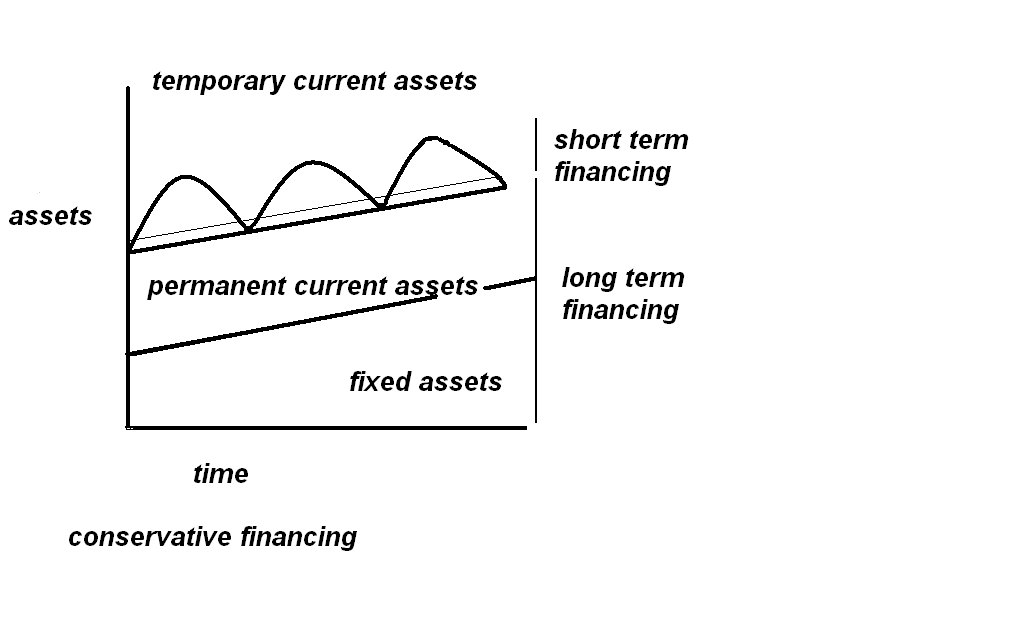 temporary current assets
short term
financing
assets
permanent current assets
long term
financing
fixed assets
time
conservative financing